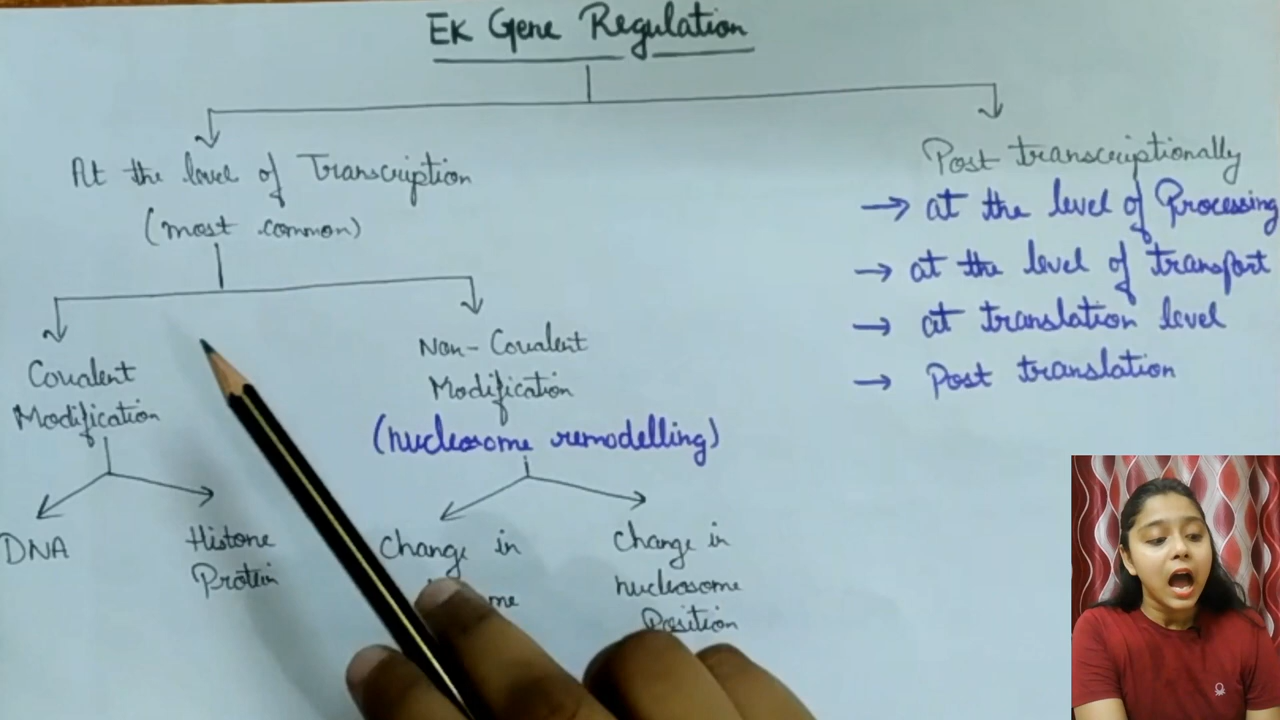 EK Gene Regulation
At the level of Transcription
(most common)
Post transcriptionally
→ at the level of Processing
→ at the level of transport
→ at translation level
→ Post translation
Covalent
Modification
Non-Covalent
Modification
(nucleosome remodelling)
DNA
Histone
Protein
Change in
Change in
nucleosome
Position